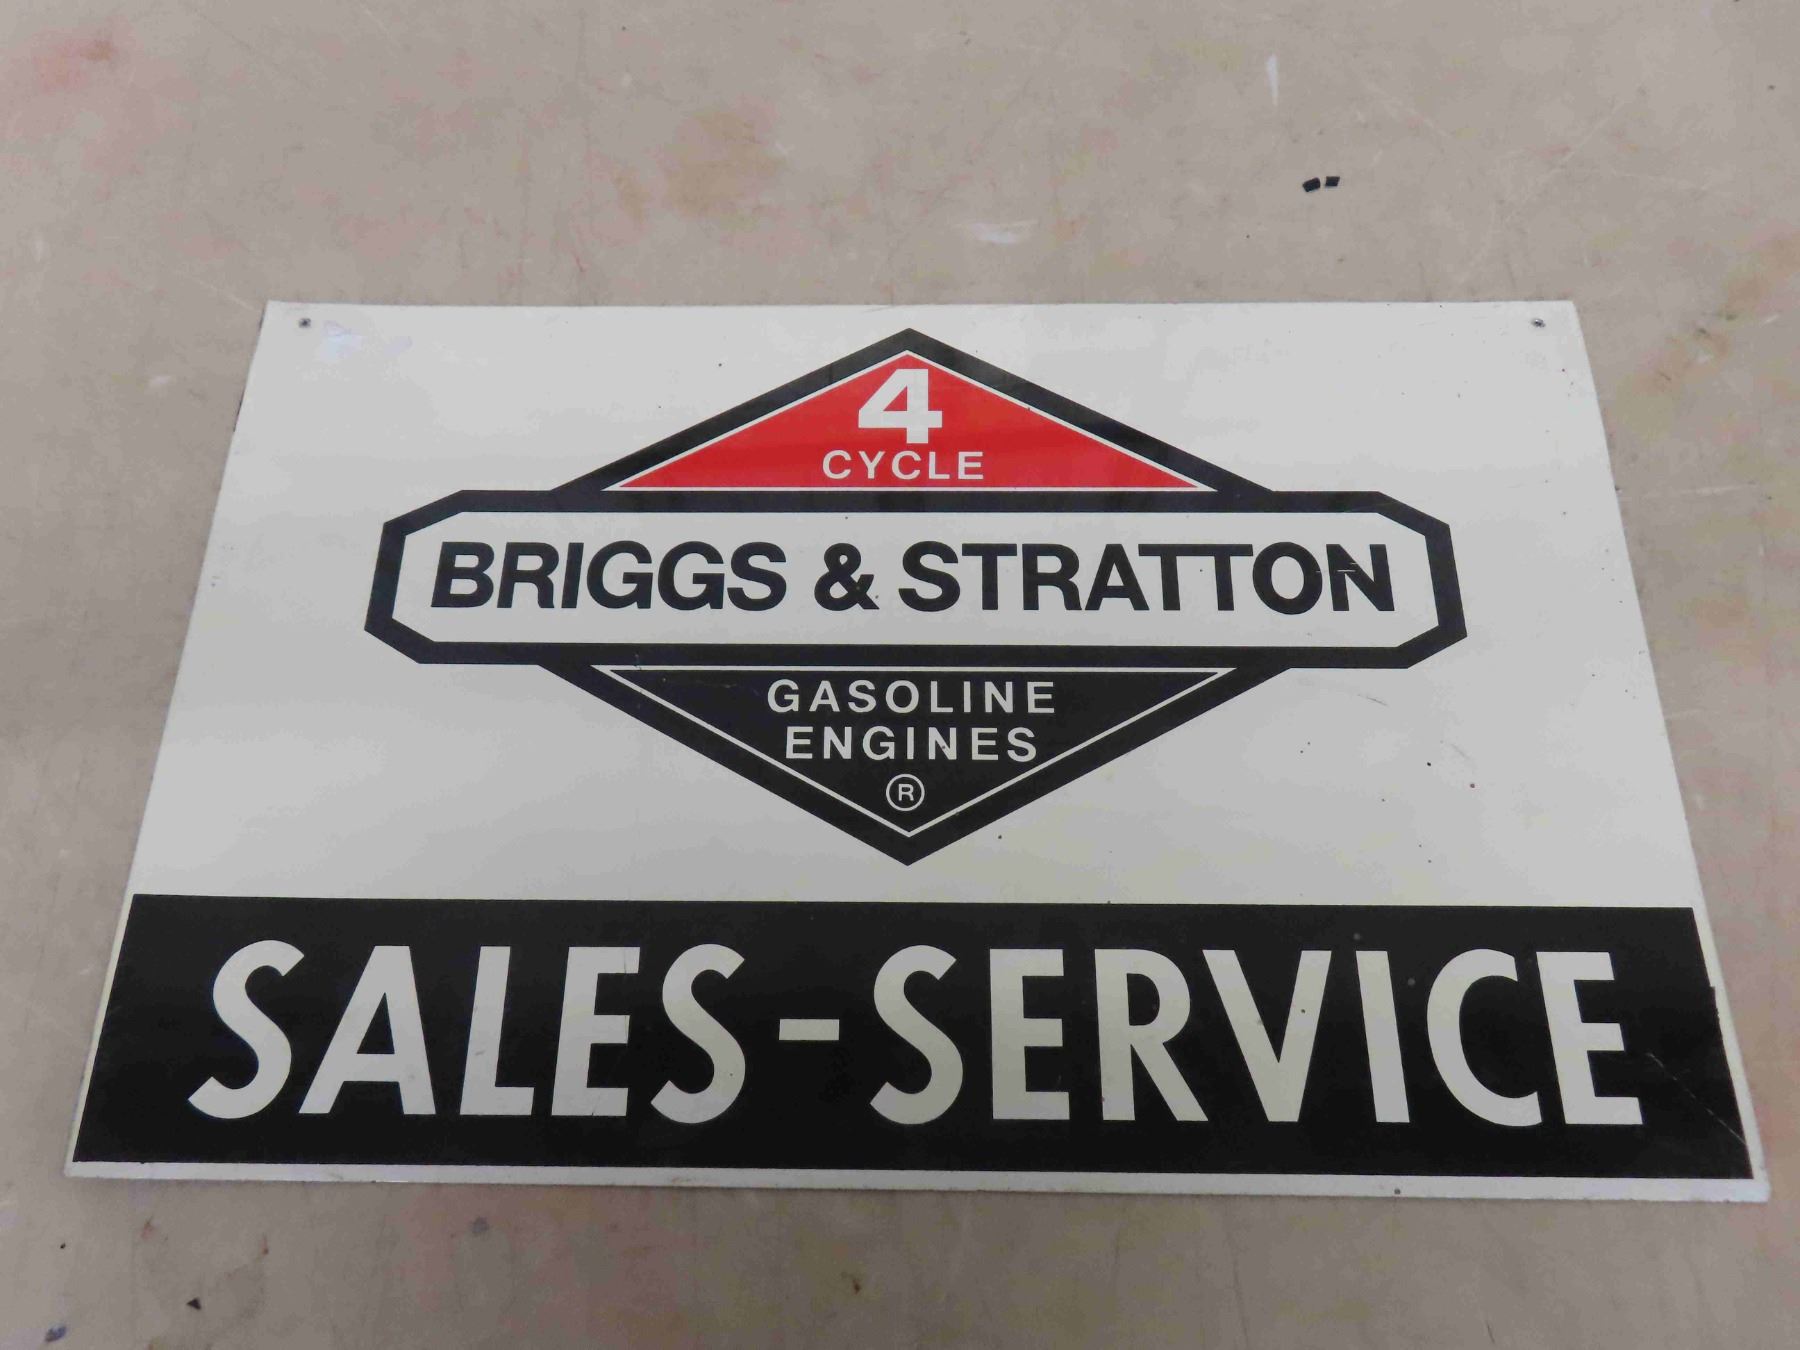 4
CYCLE
BRIGGS & STRATTON
GASOLINE
ENGINES
®
SALES-SERVICE